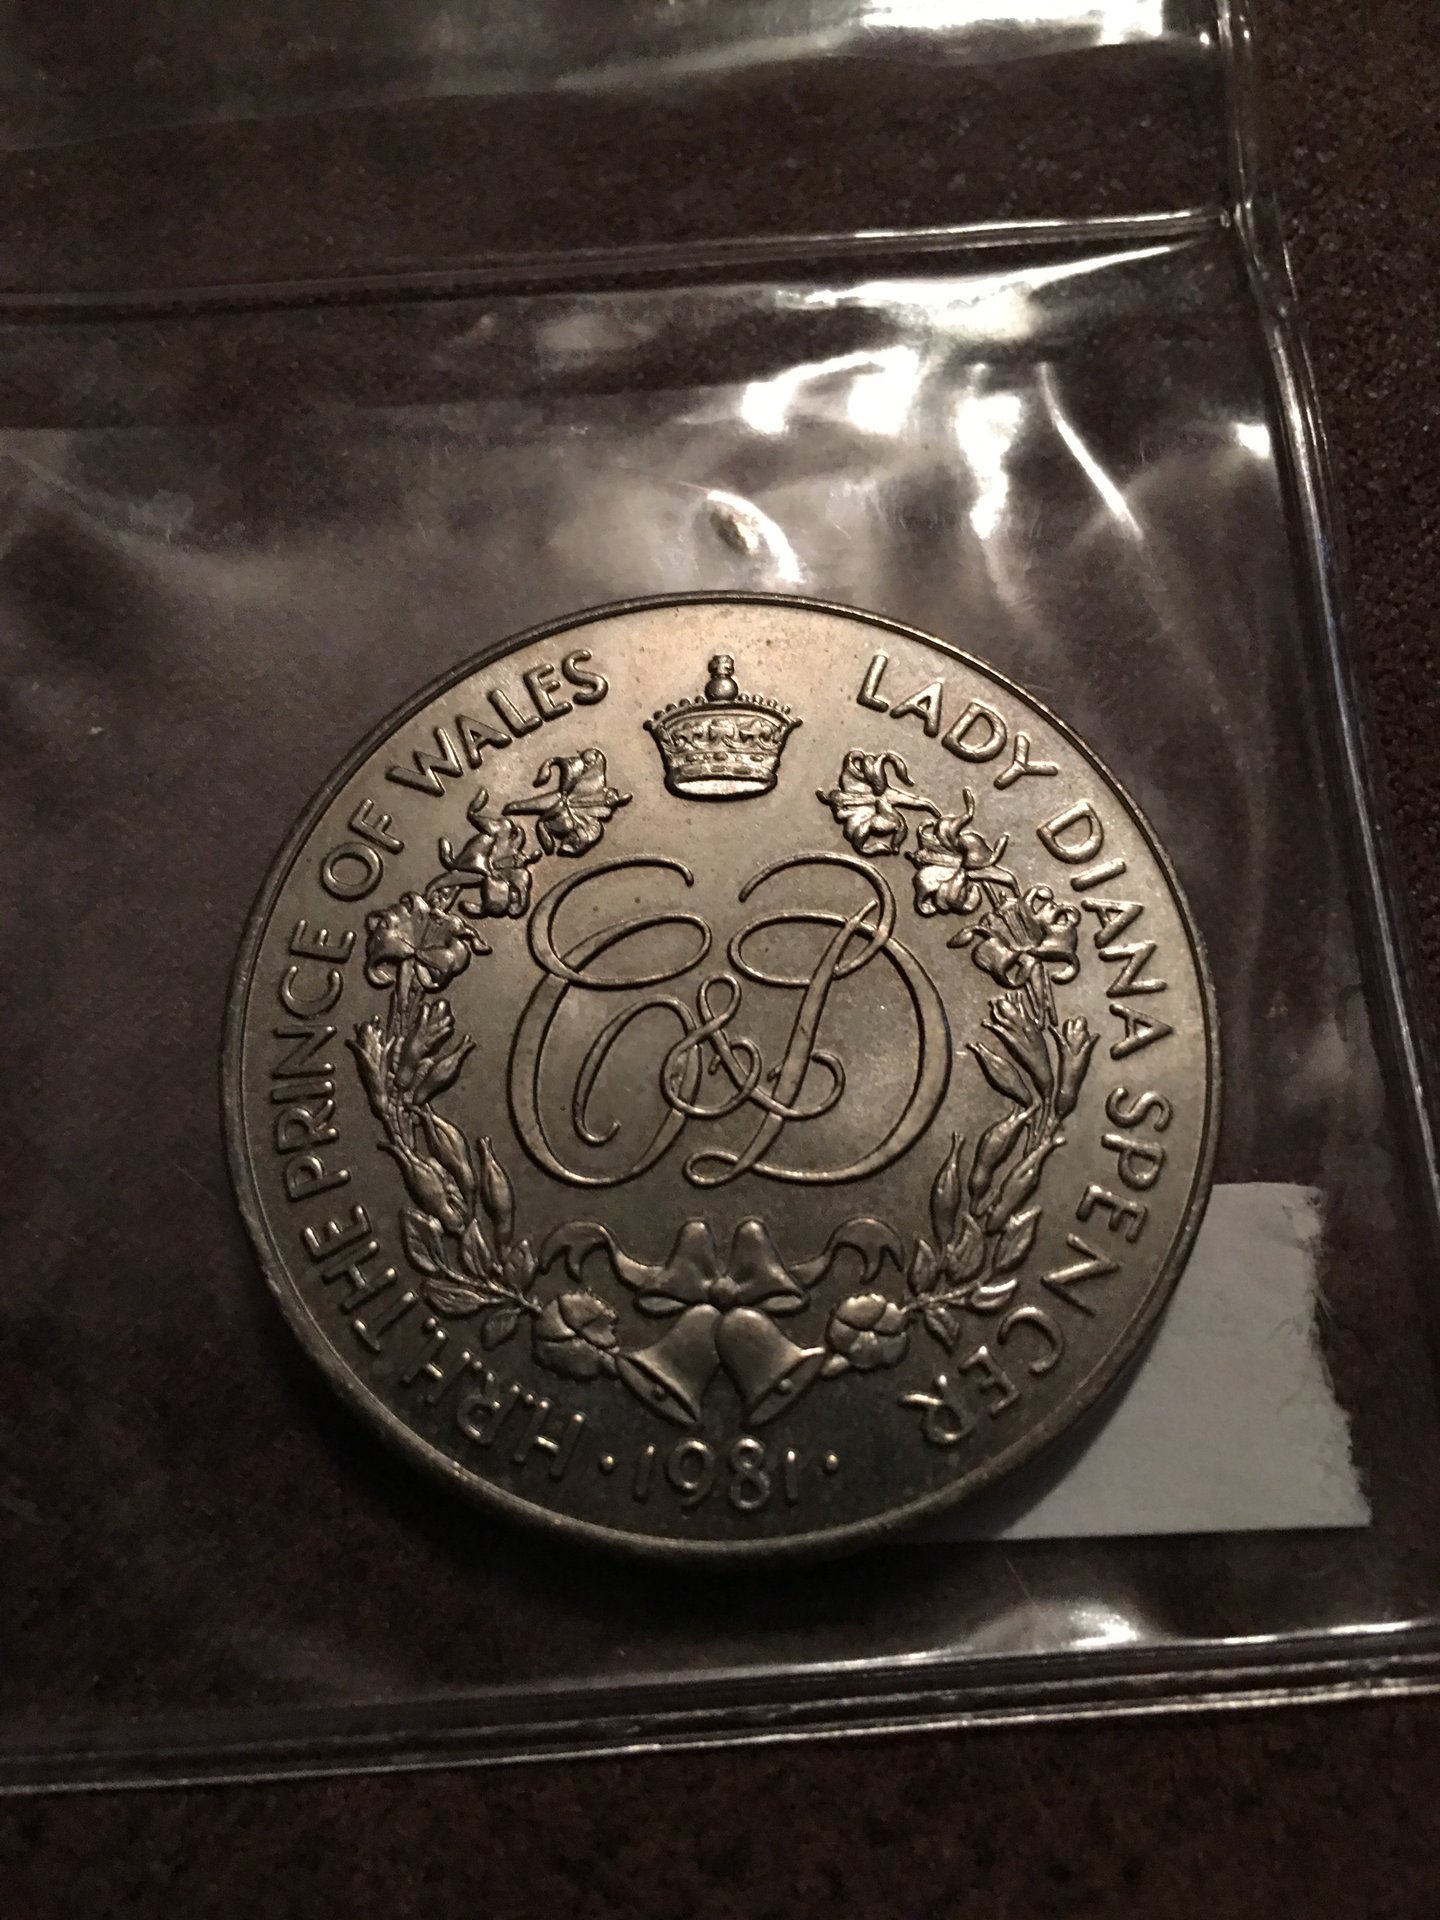 H.R.H. THE PRINCE OF WALES
LADY DIANA SPENCER
C&D
·1981·